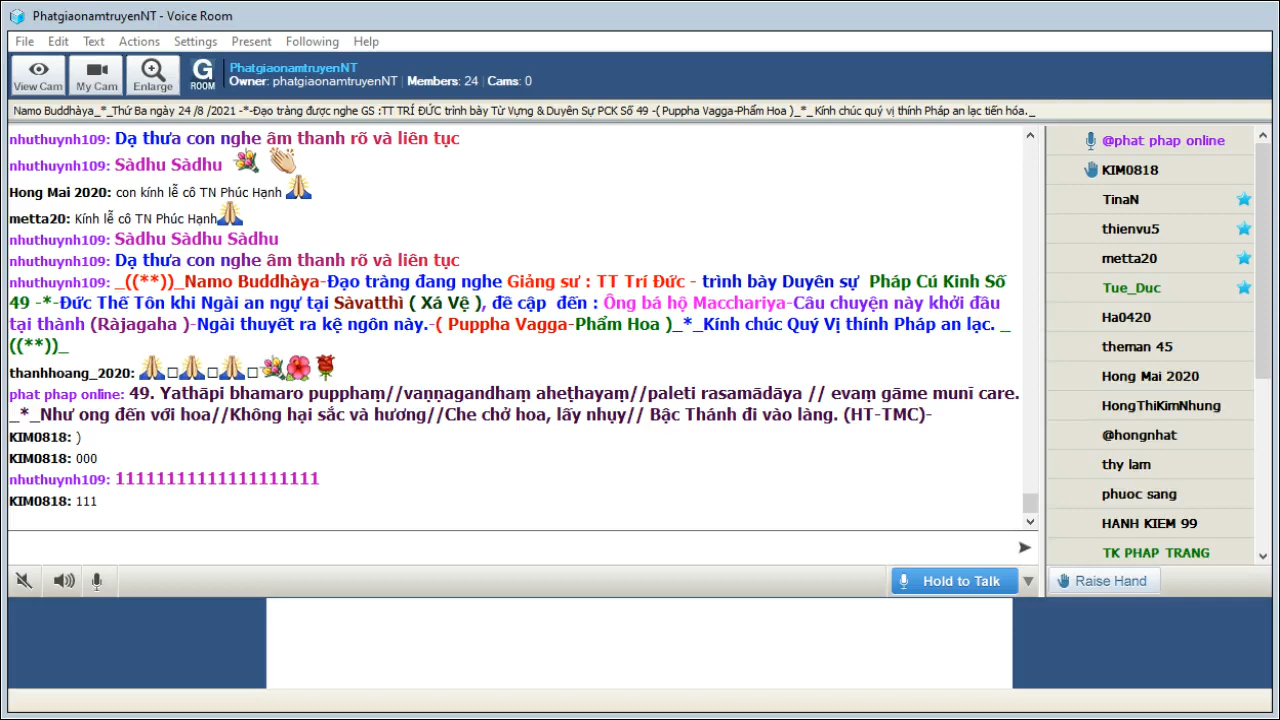 PhatgiaonamtruyenNT - Voice Room
File Edit Text Actions Settings Present Following Help
View Cam My Cam Enlarge G ROOM
PhatgiaonamtruyenNT
Owner: phatgiaonamtruyenNT | Members: 24 | Cams: 0
Namo Buddhàya_*_Thứ Ba ngày 24 /8 /2021 -*-Đạo tràng được nghe GS :TT TRÍ ĐỨC trình bày Từ Vựng & Duyên Sự PCK Số 49 -( Puppha Vagga-Phẩm Hoa )_*_Kính chúc quý vị thính Pháp an lạc tiến hóa._
nhuthuynh109: Dạ thưa con nghe âm thanh rõ và liên tục
nhuthuynh109: Sàdhu Sàdhu
Hong Mai 2020: con kính lễ cô TN Phúc Hạnh
metta20: Kính lễ cô TN Phúc Hạnh
nhuthuynh109: Sàdhu Sàdhu Sàdhu
nhuthuynh109: Dạ thưa con nghe âm thanh rõ và liên tục
nhuthuynh109: _((**))_Namo Buddhàya-Đạo tràng đang nghe Giảng sư : TT Trí Đức - trình bày Duyên sự Pháp Cú Kinh Số
49 -*-Đức Thế Tôn khi Ngài an ngự tại Sàvatthì ( Xá Vệ ), đề cập đến : Ông bá hộ Macchariya-Câu chuyện này khởi đầu
tại thành (Ràjagaha )-Ngài thuyết ra kệ ngôn này.-( Puppha Vagga-Phẩm Hoa )_*_Kính chúc Quý Vị thính Pháp an lạc. _
((**))_
thanhhoang_2020:
phat phap online: 49. Yathāpi bhamaro pupphaṃ//vaṇṇagandhaṃ aheṭhayaṃ//paleti rasamādāya // evaṃ gāme munī care.
_*_Như ong đến với hoa//Không hại sắc và hương//Che chở hoa, lấy nhụy// Bậc Thánh đi vào làng. (HT-TMC)-
KIM0818: )
KIM0818: 000
nhuthuynh109: 11111111111111111111
KIM0818: 111
Hold to Talk
@phat phap online
KIM0818
TinaN
thienvu5
metta20
Tue_Duc
Ha0420
theman 45
Hong Mai 2020
HongThiKimNhung
@hongnhat
thy lam
phuoc sang
HANH KIEM 99
TK PHAP TRANG
Raise Hand